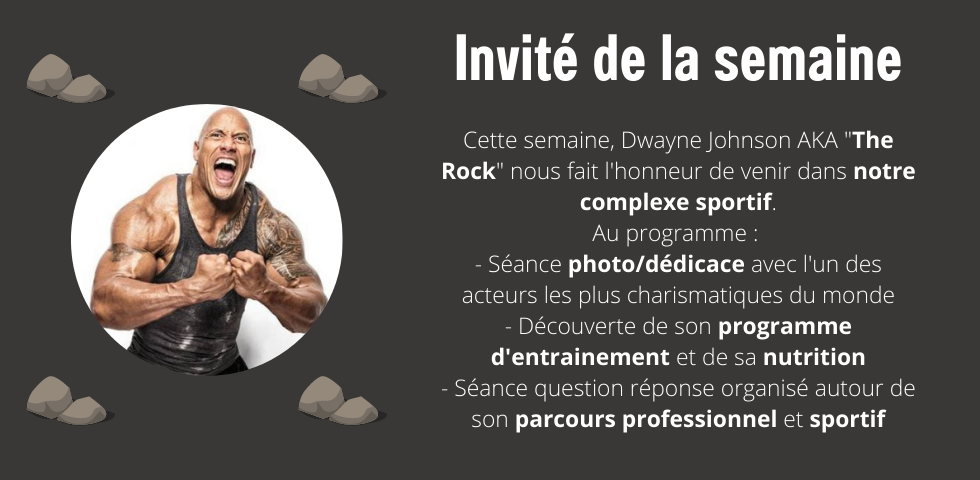 Invité de la semaine
Cette semaine, Dwayne Johnson AKA "The
Rock" nous fait l'honneur de venir dans notre
complexe sportif.
Au programme :
- Séance photo/dédicace avec l'un des
acteurs les plus charismatiques du monde
- Découverte de son programme
d'entrainement et de sa nutrition
- Séance question réponse organisé autour de
son parcours professionnel et sportif